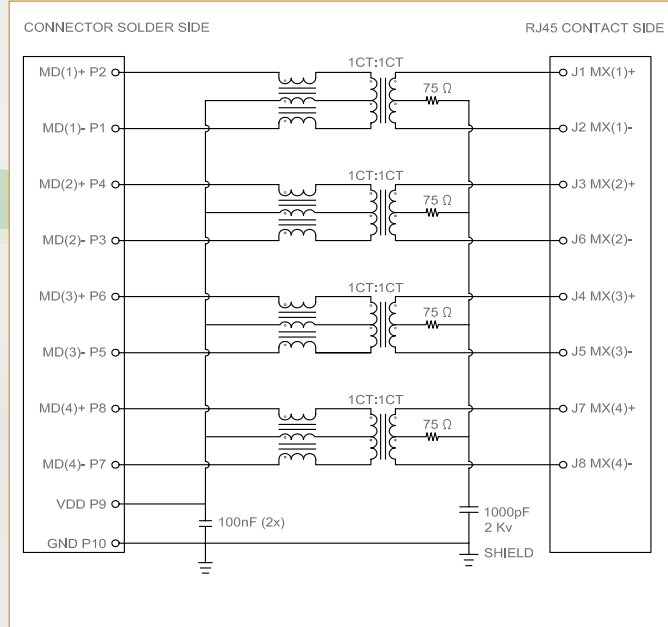 CONNECTOR SOLDER SIDE
RJ45 CONTACT SIDE
1CT:1CT
MD(1)+ P2
J1 MX(1)+
75 Ω
MD(1)- P1
J2 MX(1)-
1CT:1CT
MD(2)+ P4
J3 MX(2)+
75 Ω
MD(2)- P3
J6 MX(2)-
1CT:1CT
MD(3)+ P6
J4 MX(3)+
75 Ω
MD(3)- P5
J5 MX(3)-
1CT:1CT
MD(4)+ P8
J7 MX(4)+
75 Ω
MD(4)- P7
J8 MX(4)-
VDD P9
100nF (2x)
1000pF
2 Kv
GND P10
SHIELD